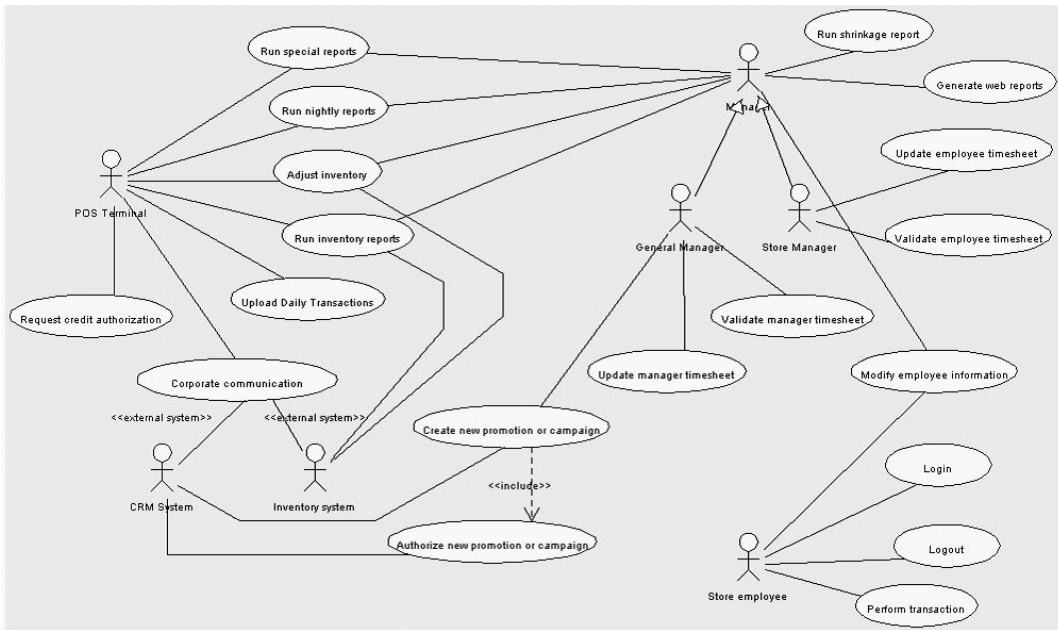 Run shrinkage report
Run special reports
Generate web reports
Manager
Run nightly reports
Update employee timesheet
Adjust inventory
POS Terminal
Run inventory reports
General Manager
Store Manager
Validate employee timesheet
Upload Daily Transactions
Request credit authorization
Validate manager timesheet
Update manager timesheet
Modify employee information
Corporate communication
<<external system>>
<<external system>>
Create new promotion or campaign
Login
<<include>>
CRM System
Inventory system
Authorize new promotion or campaign
Logout
Store employee
Perform transaction